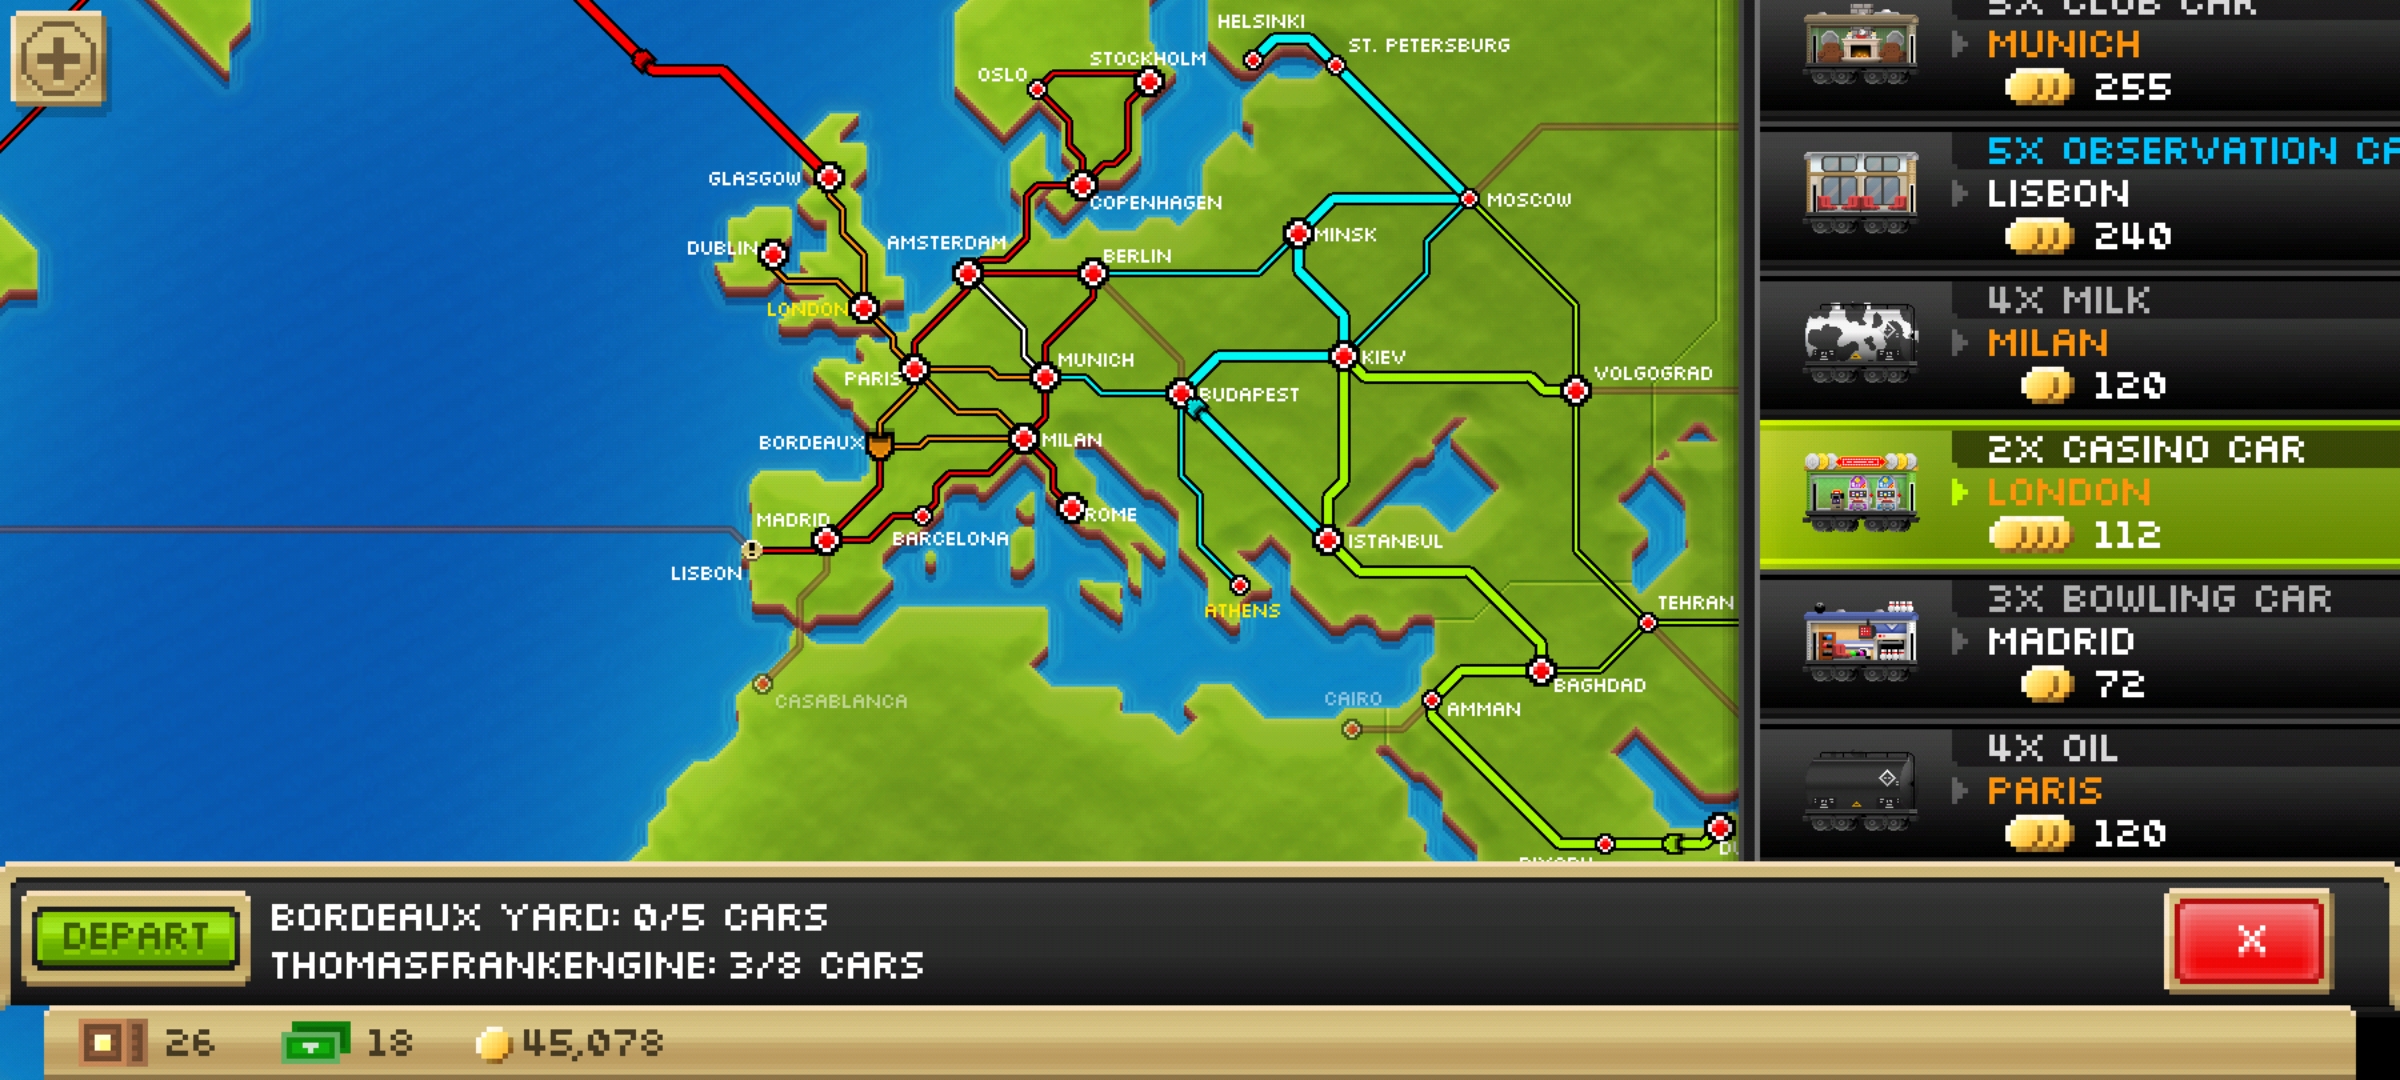 HELSINKI
ST. PETERSBURG
STOCKHOLM
OSLO
GLASGOW
COPENHAGEN
MOSCOW
AMSTERDAM
MINSK
DUBLIN
BERLIN
LONDON
MUNICH
KIEV
PARIS
VOLGOGRAD
BUDAPEST
BORDEAUX
MILAN
MADRID
ROME
BARCELONA
ISTANBUL
LISBON
ATHENS
TEHRAN
CASABLANCA
CAIRO
BAGHDAD
AMMAN
5X CLUB CAR
MUNICH
255
5X OBSERVATION CA
LISBON
240
4X MILK
MILAN
120
2X CASINO CAR
LONDON
112
3X BOWLING CAR
MADRID
72
4X OIL
PARIS
120
DEPART
BORDEAUX YARD: 0/5 CARS
THOMASFRANKENGINE: 3/8 CARS
X
26
18
45,078